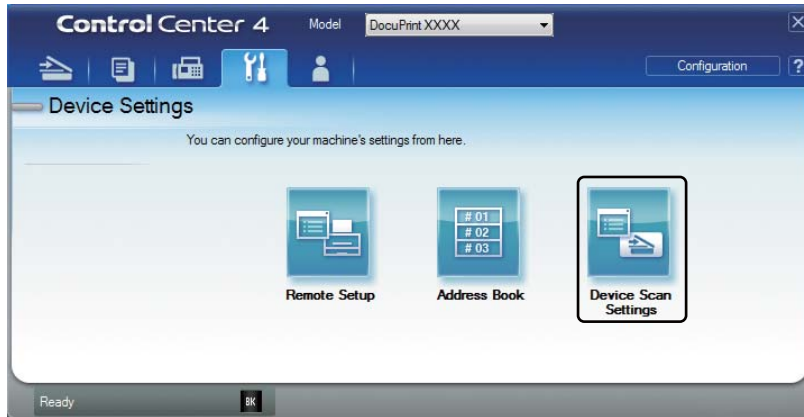 Control Center 4 Model DocuPrint XXXX
Configuration ?
Device Settings
You can configure your machine's settings from here.
# 01
# 02
# 03
Remote Setup Address Book Device Scan
Settings
Ready BK